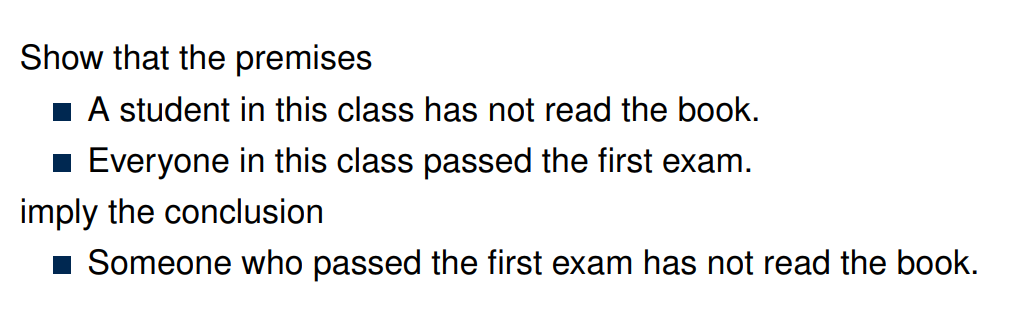 Show that the premises
■ A student in this class has not read the book.
■ Everyone in this class passed the first exam.
imply the conclusion
■ Someone who passed the first exam has not read the book.